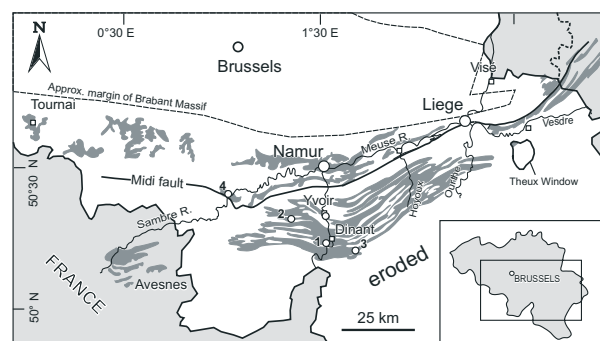 0°30 E
1°30 E
N
Brussels
Visé
Approx. margin of Brabant Massif
Tournai
Liege
Vesdre
Meuse R.
Namur
50°30 N
Midi fault
4
Theux Window
Hoyoux
Ourthe
Yvoir
2
Sambre R.
Dinant
1
3
eroded
FRANCE
Avesnes
BRUSSELS
50° N
25 km